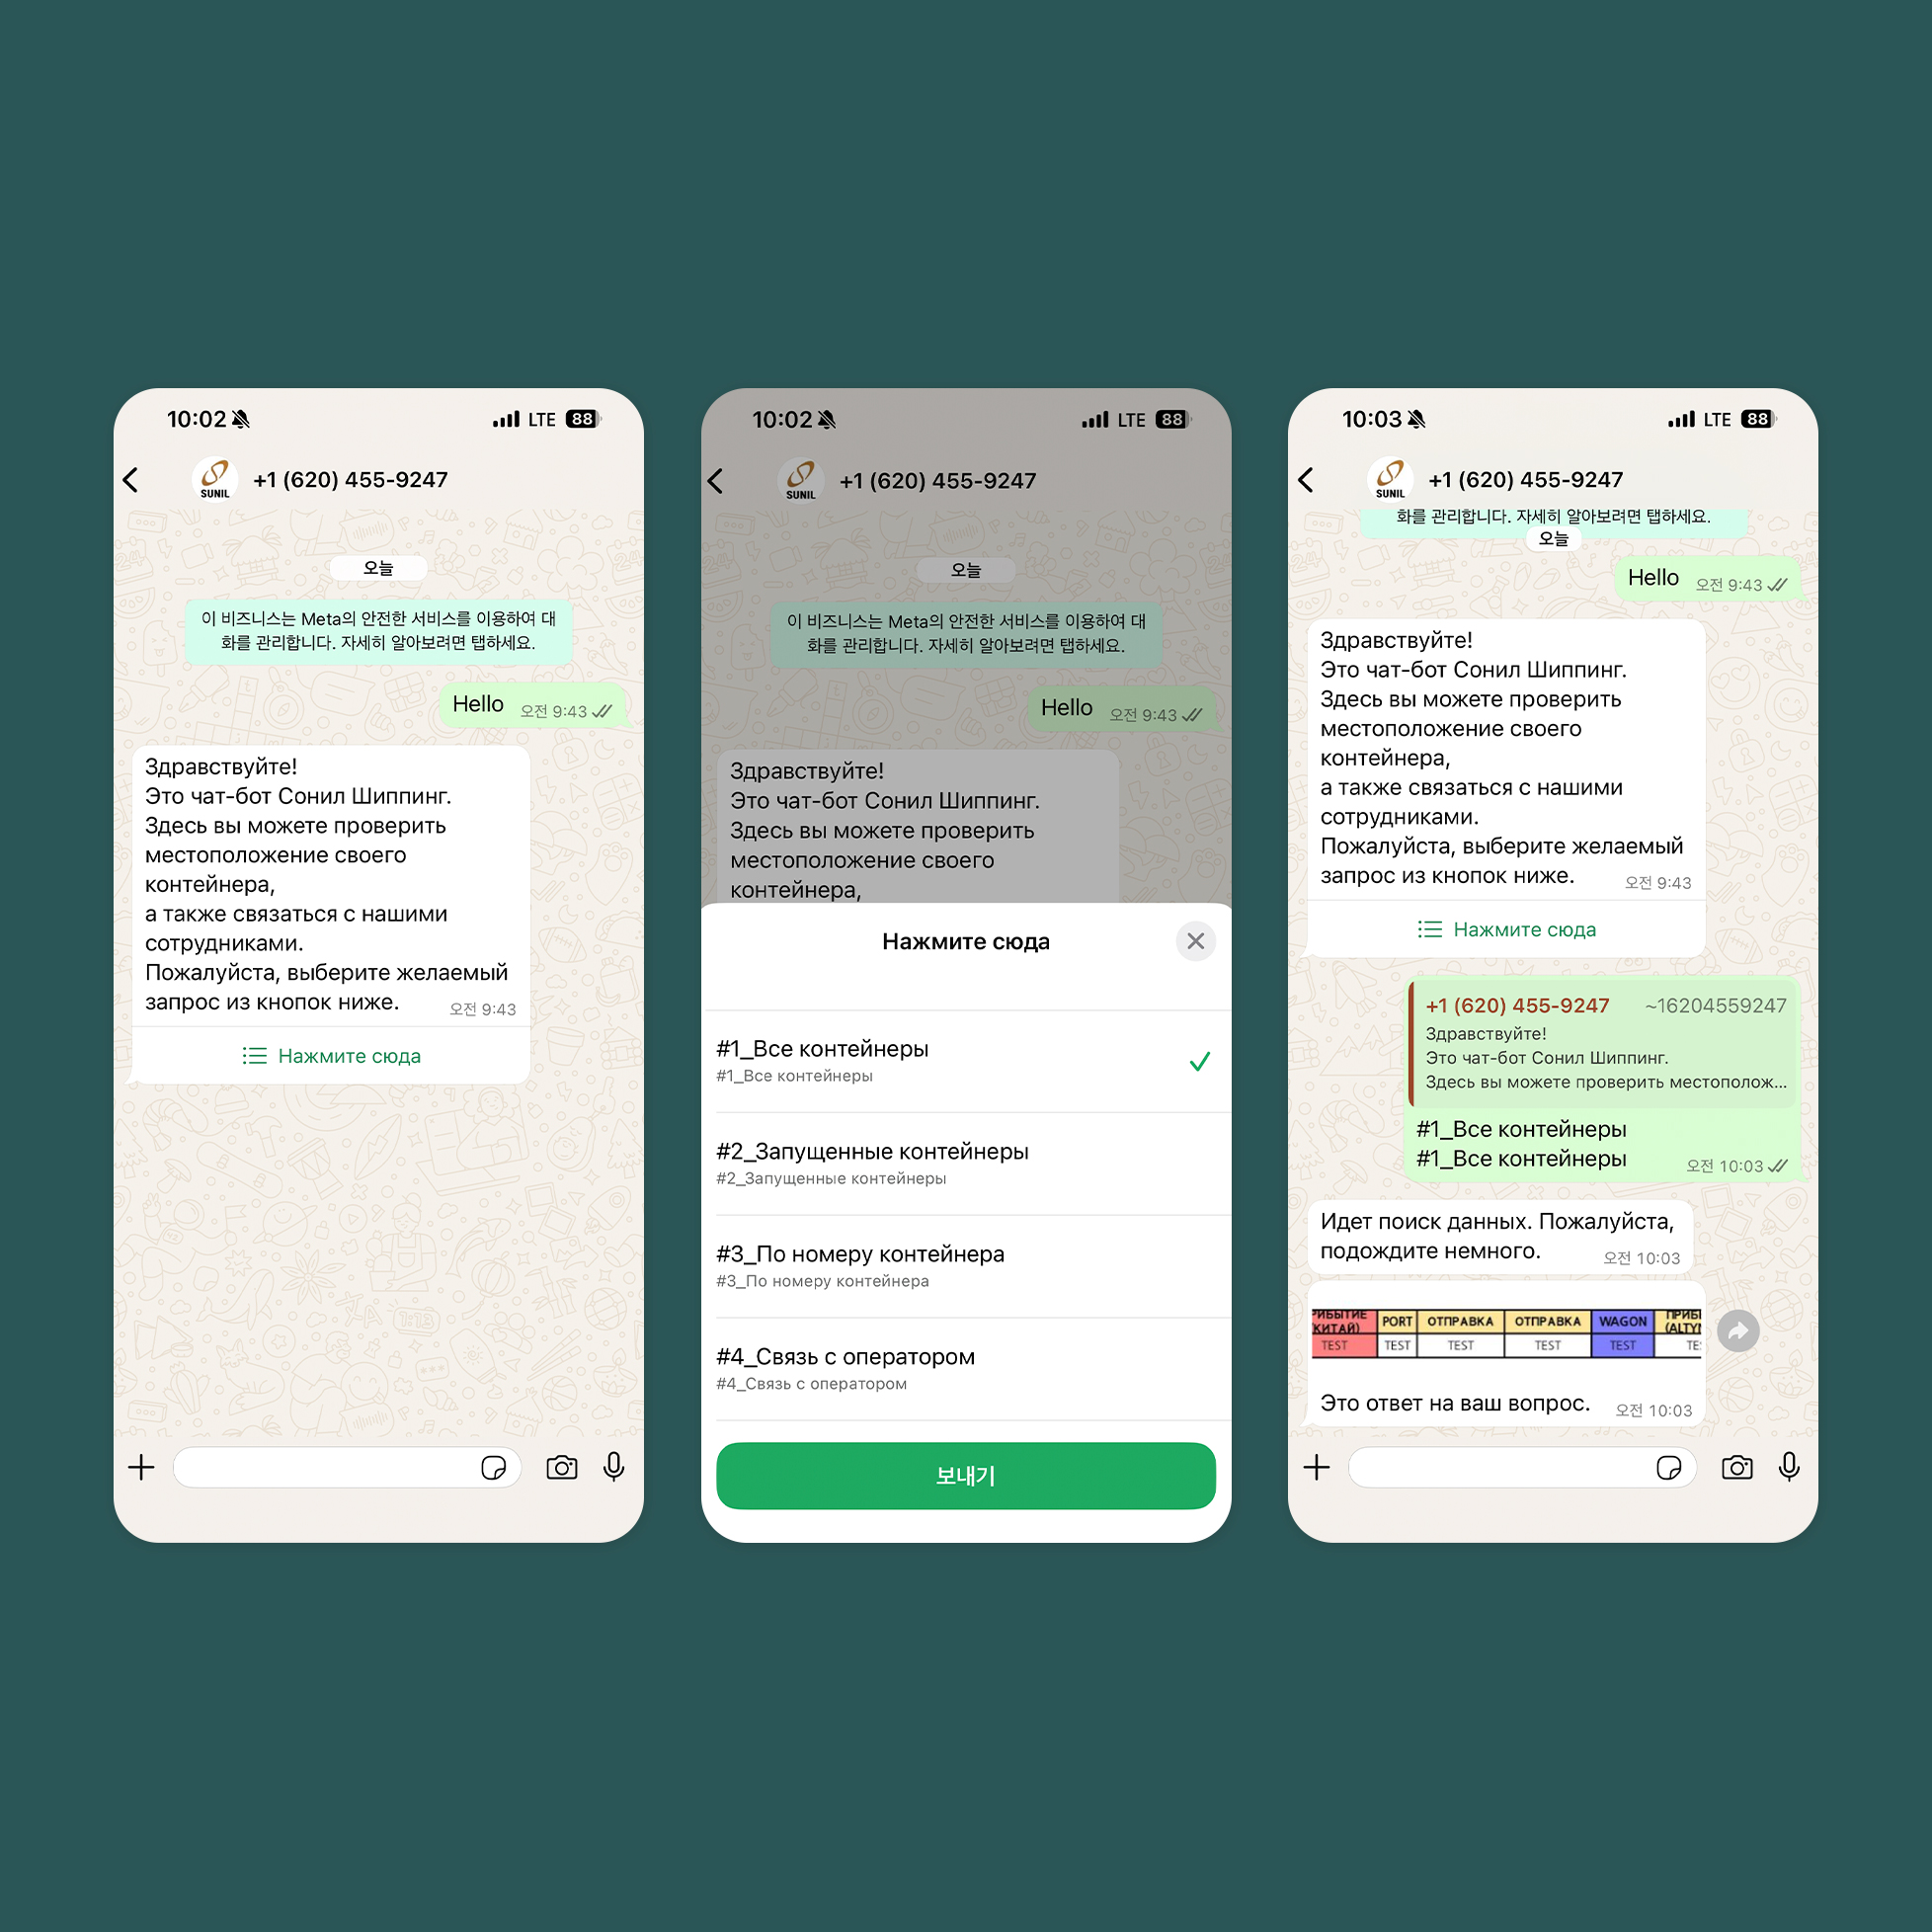 10:02
LTE 88
SUNIL
+1 (620) 455-9247
오늘
이 비즈니스는 Meta의 안전한 서비스를 이용하여 대
화를 관리합니다. 자세히 알아보려면 탭하세요.
Hello 오전 9:43
Здравствуйте!
Это чат-бот Сонил Шиппинг.
Здесь вы можете проверить
местоположение своего
контейнера,
а также связаться с нашими
сотрудниками.
Пожалуйста, выберите желаемый
запрос из кнопок ниже. 오전 9:43
Нажмите сюда
10:02
LTE 88
SUNIL
+1 (620) 455-9247
오늘
이 비즈니스는 Meta의 안전한 서비스를 이용하여 대
화를 관리합니다. 자세히 알아보려면 탭하세요.
Hello 오전 9:43
Здравствуйте!
Это чат-бот Сонил Шиппинг.
Здесь вы можете проверить
местоположение своего
контейнера,
Нажмите сюда
#1_Все контейнеры
#1_Все контейнеры
#2_Запущенные контейнеры
#2_Запущенные контейнеры
#3_По номеру контейнера
#3_По номеру контейнера
#4_Связь с оператором
#4_Связь с оператором
보내기
10:03
LTE 88
SUNIL
+1 (620) 455-9247
화를 관리합니다. 자세히 알아보려면 탭하세요.
오늘
Hello 오전 9:43
Здравствуйте!
Это чат-бот Сонил Шиппинг.
Здесь вы можете проверить
местоположение своего
контейнера,
а также связаться с нашими
сотрудниками.
Пожалуйста, выберите желаемый
запрос из кнопок ниже. 오전 9:43
Нажмите сюда
+1 (620) 455-9247 ~16204559247
Здравствуйте!
Это чат-бот Сонил Шиппинг.
Здесь вы можете проверить местополож...
#1_Все контейнеры
#1_Все контейнеры 오전 10:03
Идет поиск данных. Пожалуйста,
подождите немного. 오전 10:03
РИБЫТИЕ PORT ОТПРАВКА ОТПРАВКА WAGON ПРИБЫ
КИТАЙ) (ALTYN
TEST TEST TEST TEST TEST TES
Это ответ на ваш вопрос. 오전 10:03